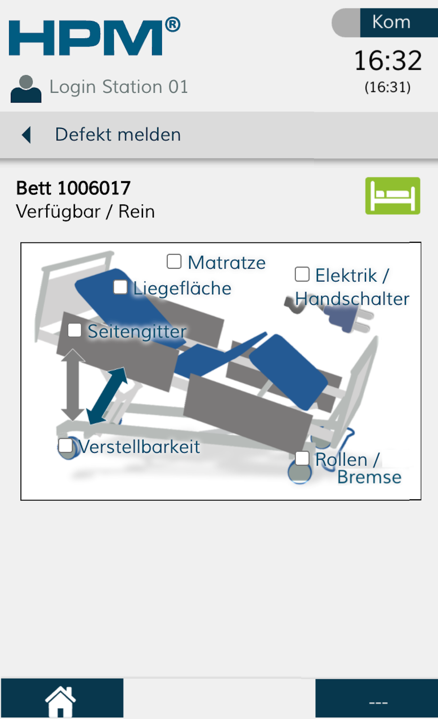 HPM®
Kom
16:32
(16:31)
Login Station 01
Defekt melden
Bett 1006017
Verfügbar / Rein
Matratze
Elektrik /
Handschalter
Liegefläche
Seitengitter
Verstellbarkeit
Rollen /
Bremse
---